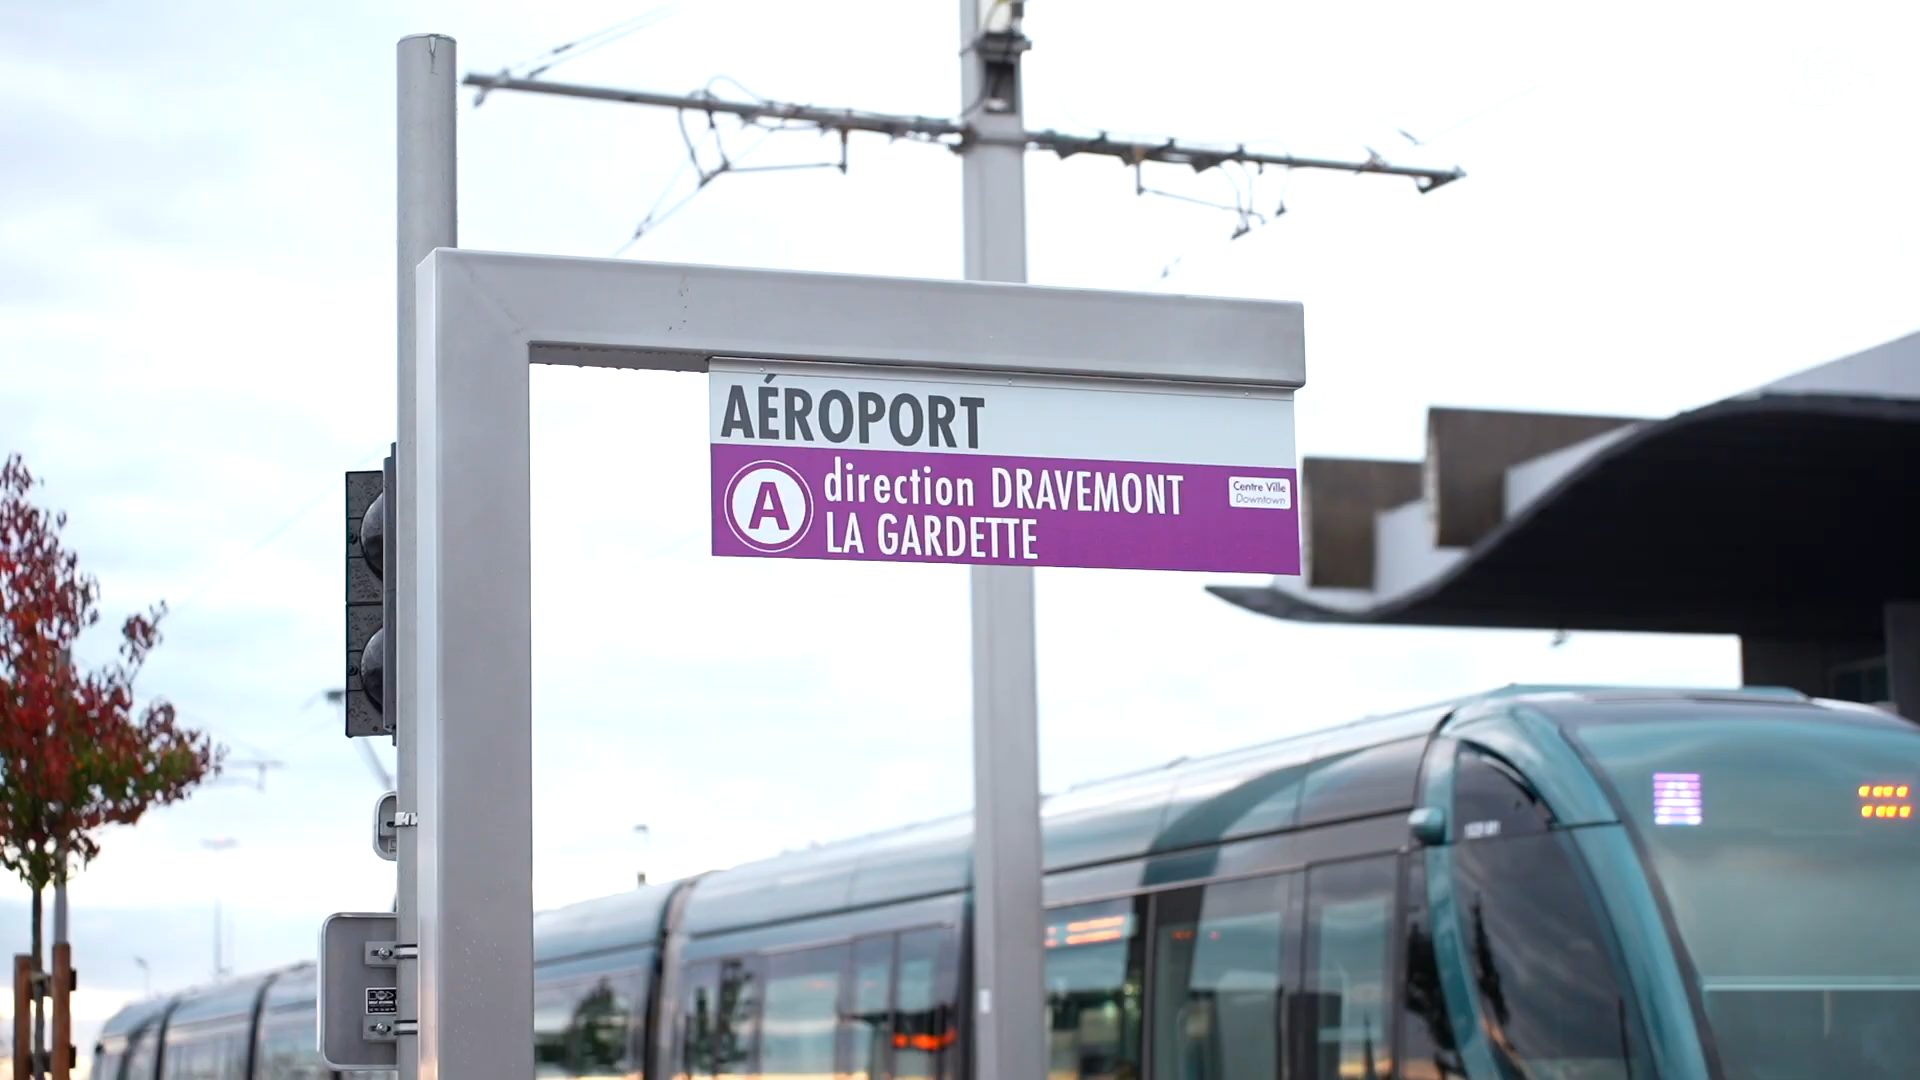 AÉROPORT
A direction DRAVEMONT
LA GARDETTE
Centre Ville
Downtown